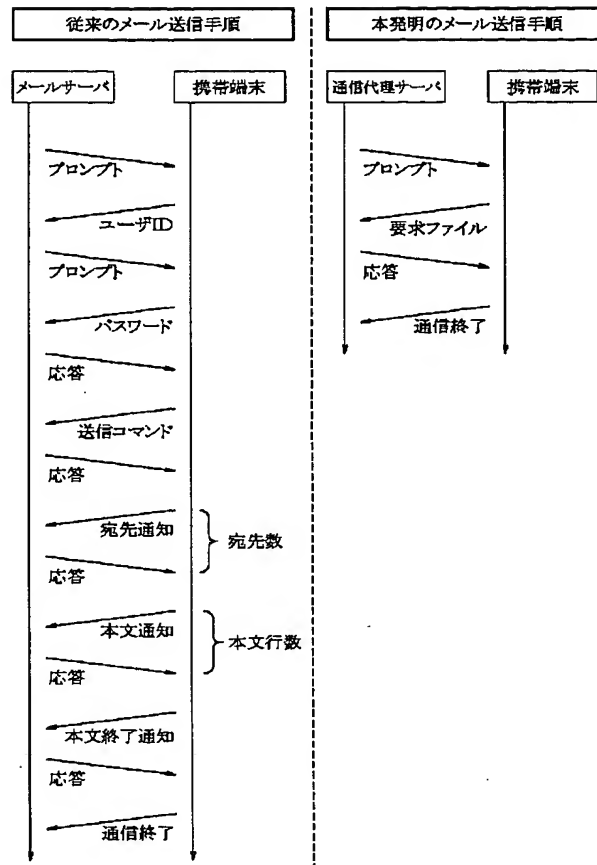 従来のメール送信手順
メールサーバ
携帯端末
プロンプト
ユーザID
プロンプト
パスワード
応答
送信コマンド
応答
宛先通知
宛先数
応答
本文通知
本文行数
応答
本文終了通知
応答
通信終了
本発明のメール送信手順
通信代理サーバ
携帯端末
プロンプト
要求ファイル
応答
通信終了